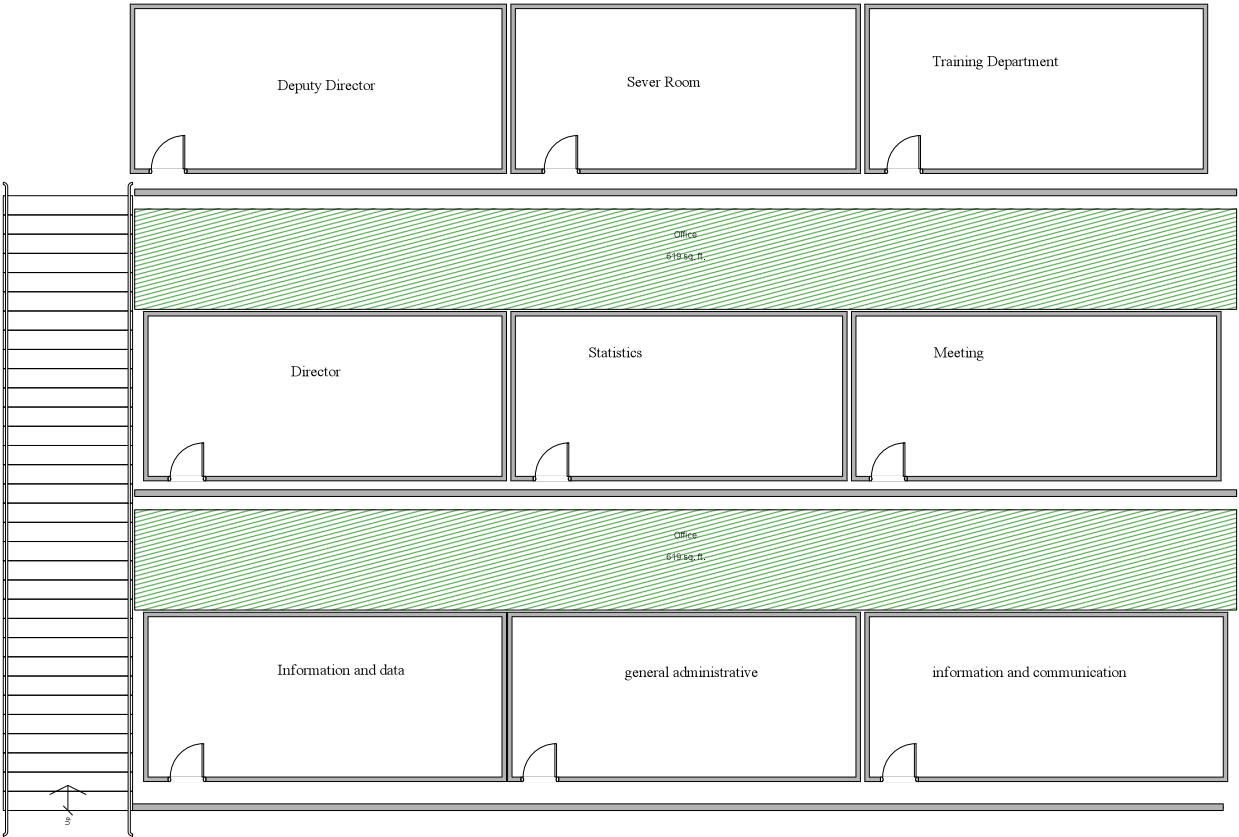 Deputy Director
Sever Room
Training Department
Office
619 sq. ft.
Director
Statistics
Meeting
Office
619 sq. ft.
Information and data
general administrative
information and communication
Up